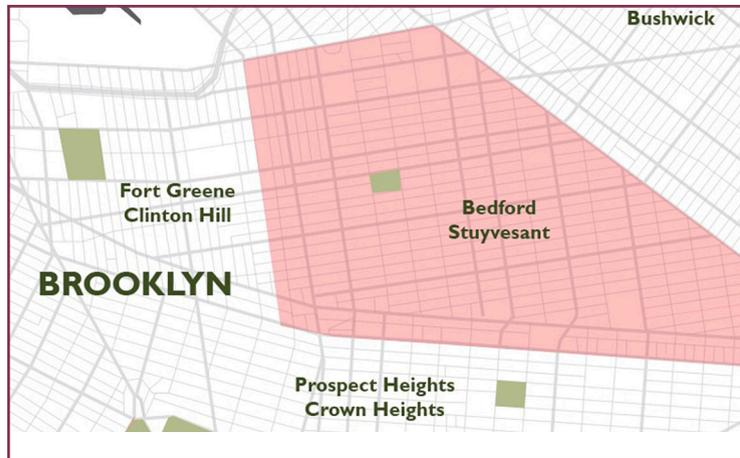 Bushwick
Fort Greene
Clinton Hill
Bedford
Stuyvesant
BROOKLYN
Prospect Heights
Crown Heights